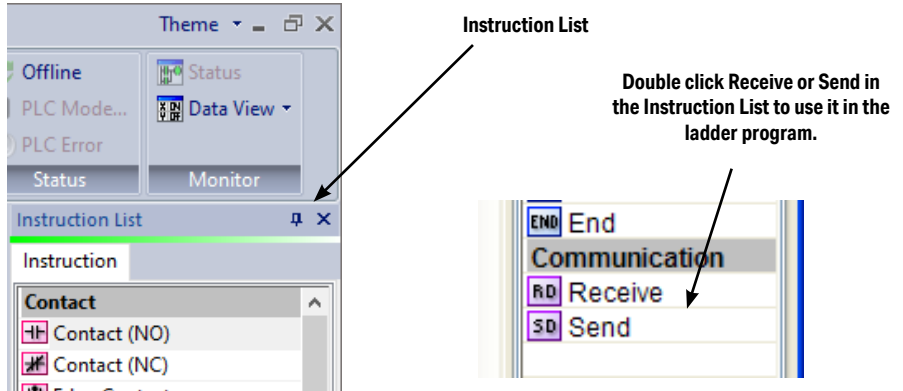 Theme
Instruction List
Offline
Status
PLC Mode...
X ON Y OFF Data View
PLC Error
Status
Monitor
Instruction List
Instruction
Contact
Contact (NO)
Contact (NC)
Double click Receive or Send in
the Instruction List to use it in the
ladder program.
END End
Communication
RD Receive
SD Send